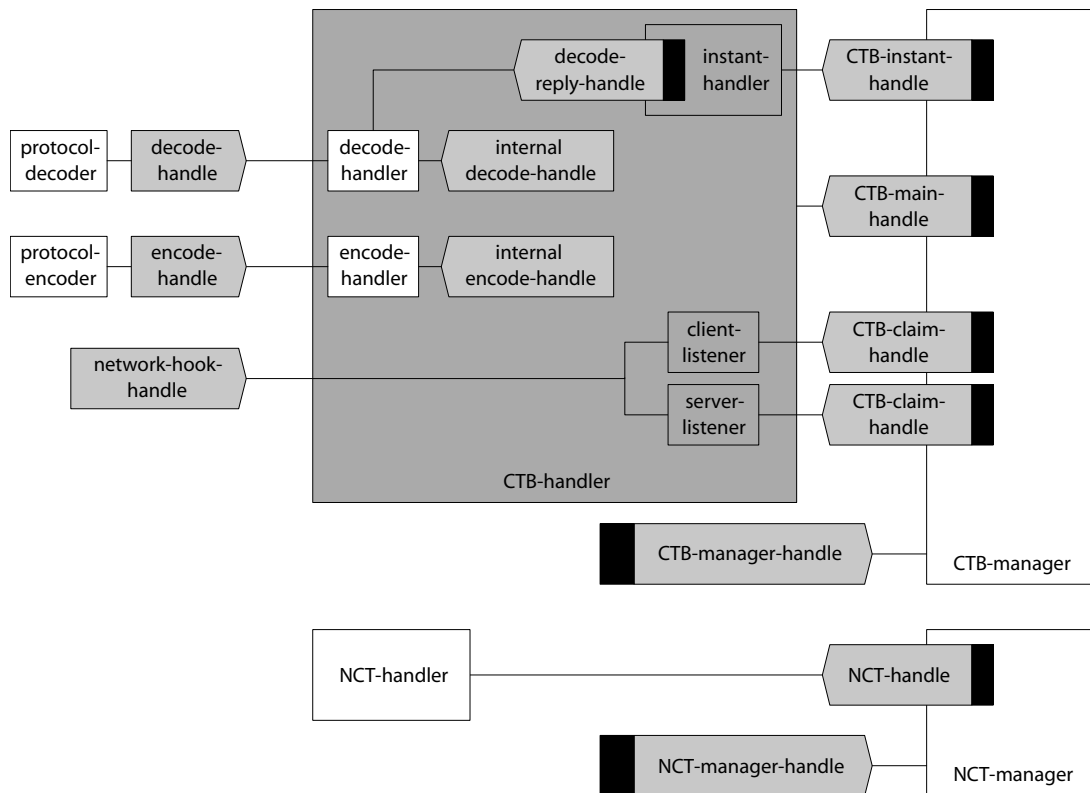 decode-
reply-handle
instant-
handler
CTB-instant-
handle
protocol-
decoder
decode-
handle
decode-
handler
internal
decode-handle
CTB-main-
handle
protocol-
encoder
encode-
handle
encode-
handler
internal
encode-handle
client-
listener
CTB-claim-
handle
network-hook-
handle
server-
listener
CTB-claim-
handle
CTB-handler
CTB-manager-handle
CTB-manager
NCT-handler
NCT-handle
NCT-manager-handle
NCT-manager